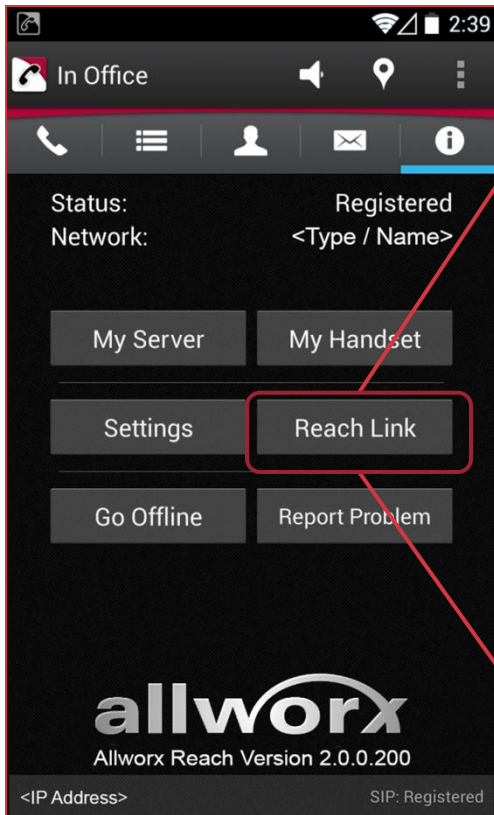 2:39
In Office
Status: Registered
Network: <Type / Name>
My Server My Handset
Settings Reach Link
Go Offline Report Problem
allworx
Allworx Reach Version 2.0.0.200
<IP Address> SIP: Registered